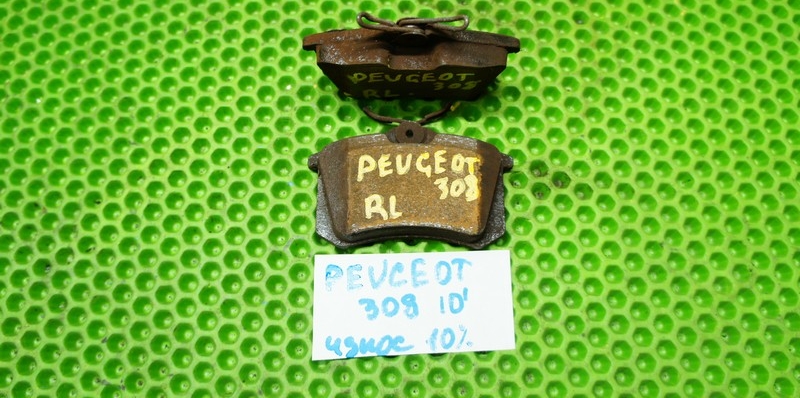 PEUGEOT
308
RL
PEUGEOT
308
RL
PEUGEOT
308 10'
износ 10%